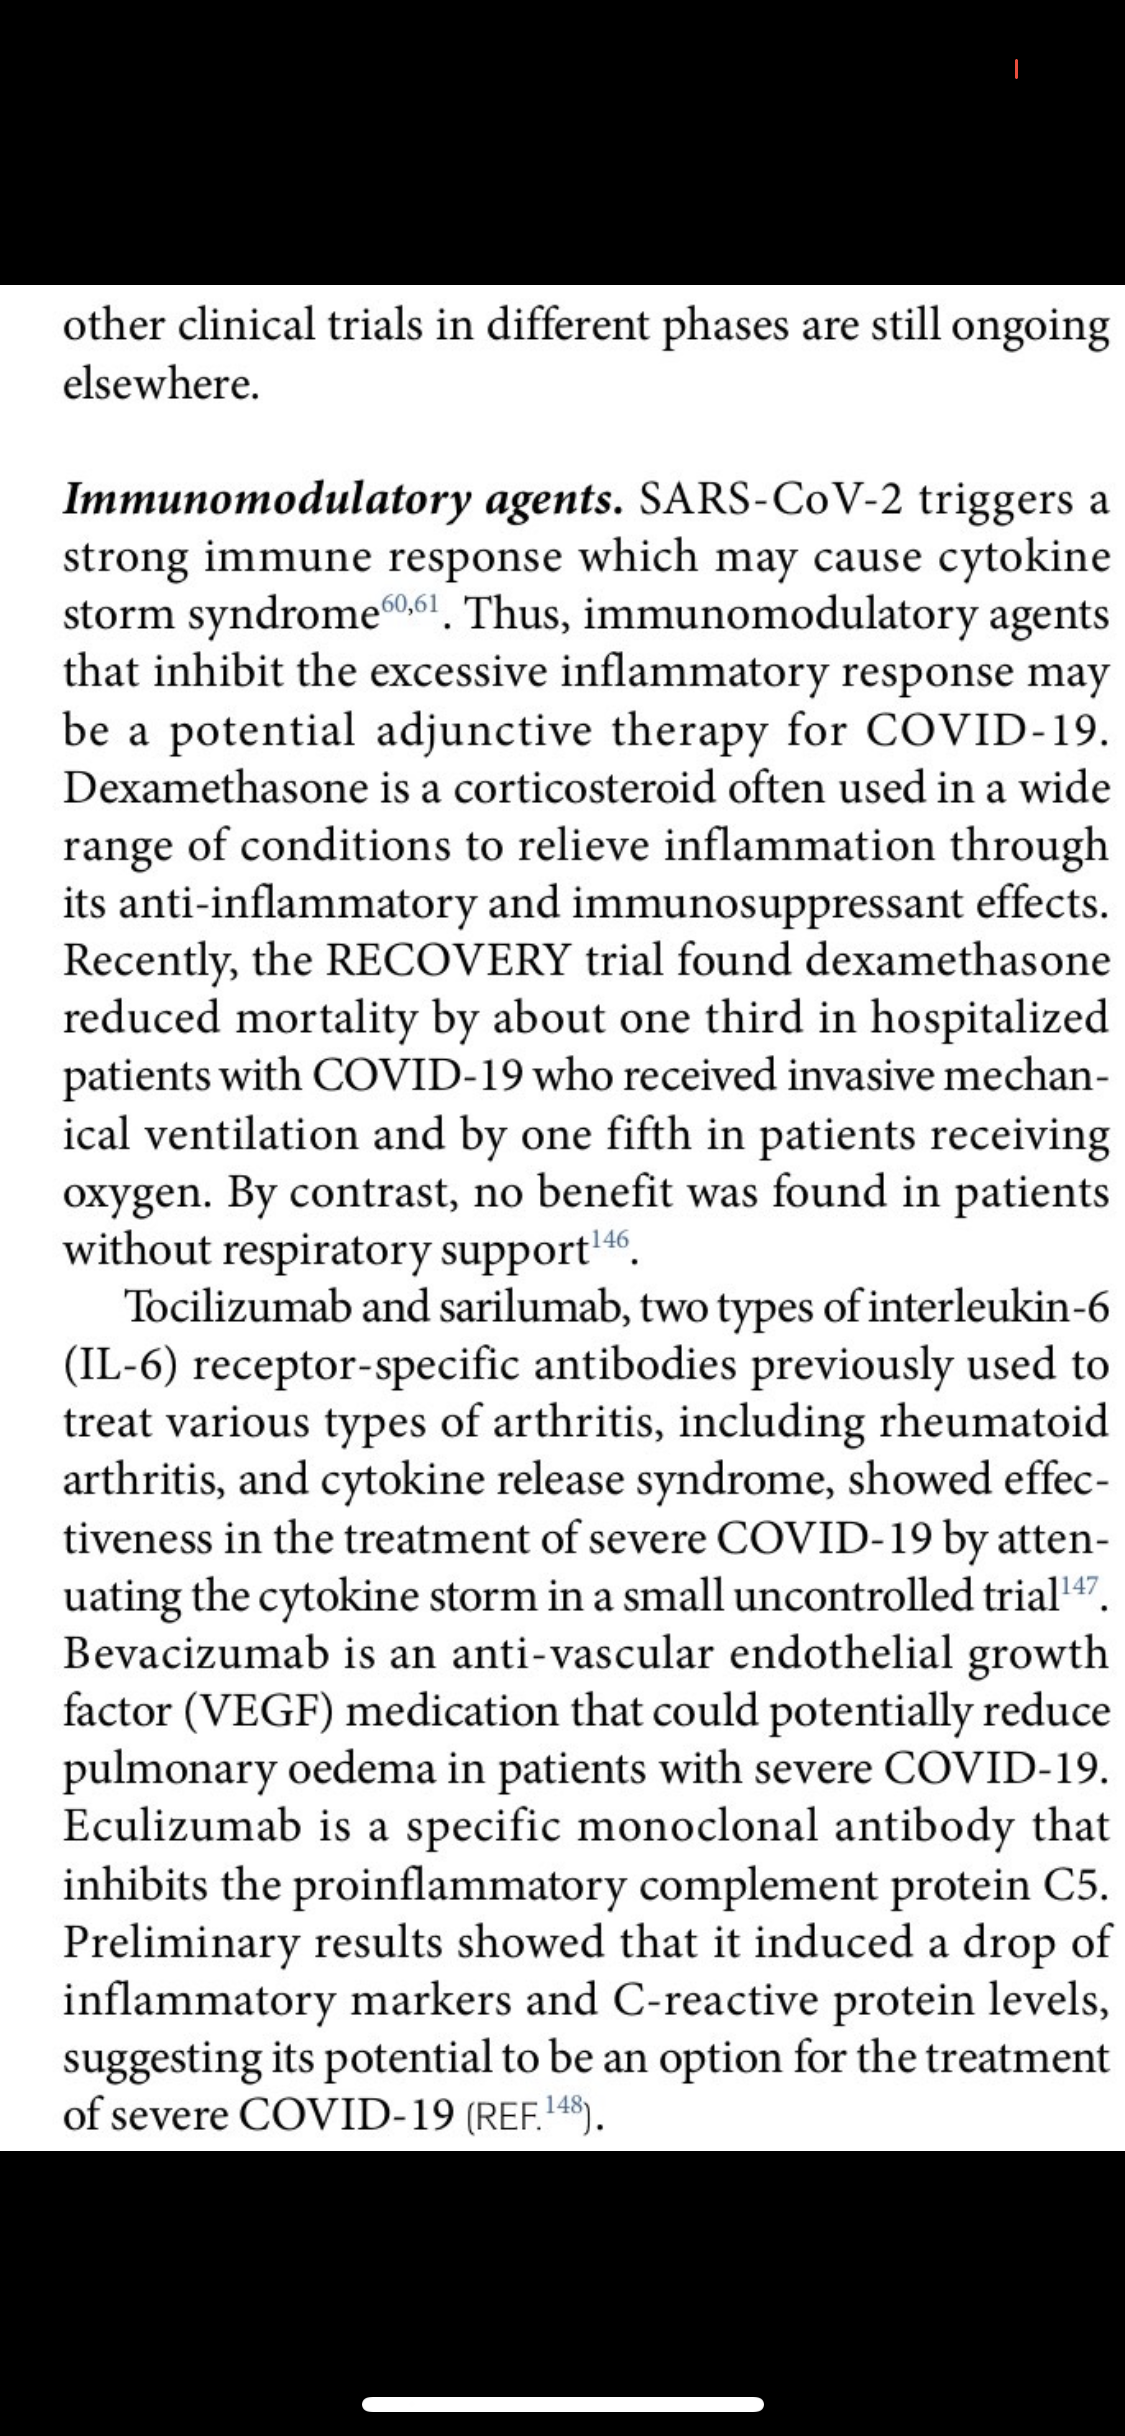 other clinical trials in different phases are still ongoing
elsewhere.
Immunomodulatory agents. SARS-CoV-2 triggers a
strong immune response which may cause cytokine
storm syndrome60,61. Thus, immunomodulatory agents
that inhibit the excessive inflammatory response may
be a potential adjunctive therapy for COVID-19.
Dexamethasone is a corticosteroid often used in a wide
range of conditions to relieve inflammation through
its anti-inflammatory and immunosuppressant effects.
Recently, the RECOVERY trial found dexamethasone
reduced mortality by about one third in hospitalized
patients with COVID-19 who received invasive mechan-
ical ventilation and by one fifth in patients receiving
oxygen. By contrast, no benefit was found in patients
without respiratory support146.
Tocilizumab and sarilumab, two types of interleukin-6
(IL-6) receptor-specific antibodies previously used to
treat various types of arthritis, including rheumatoid
arthritis, and cytokine release syndrome, showed effec-
tiveness in the treatment of severe COVID-19 by atten-
uating the cytokine storm in a small uncontrolled trial147.
Bevacizumab is an anti-vascular endothelial growth
factor (VEGF) medication that could potentially reduce
pulmonary oedema in patients with severe COVID-19.
Eculizumab is a specific monoclonal antibody that
inhibits the proinflammatory complement protein C5.
Preliminary results showed that it induced a drop of
inflammatory markers and C-reactive protein levels,
suggesting its potential to be an option for the treatment
of severe COVID-19 (REF.148).